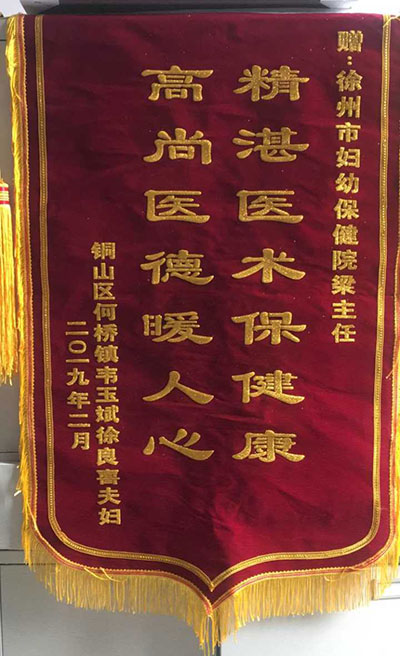 赠：徐州市妇幼保健院梁主任
精湛医术保健康
高尚医德暖人心
铜山区何桥镇韦玉斌徐良喜夫妇
二〇一九年二月